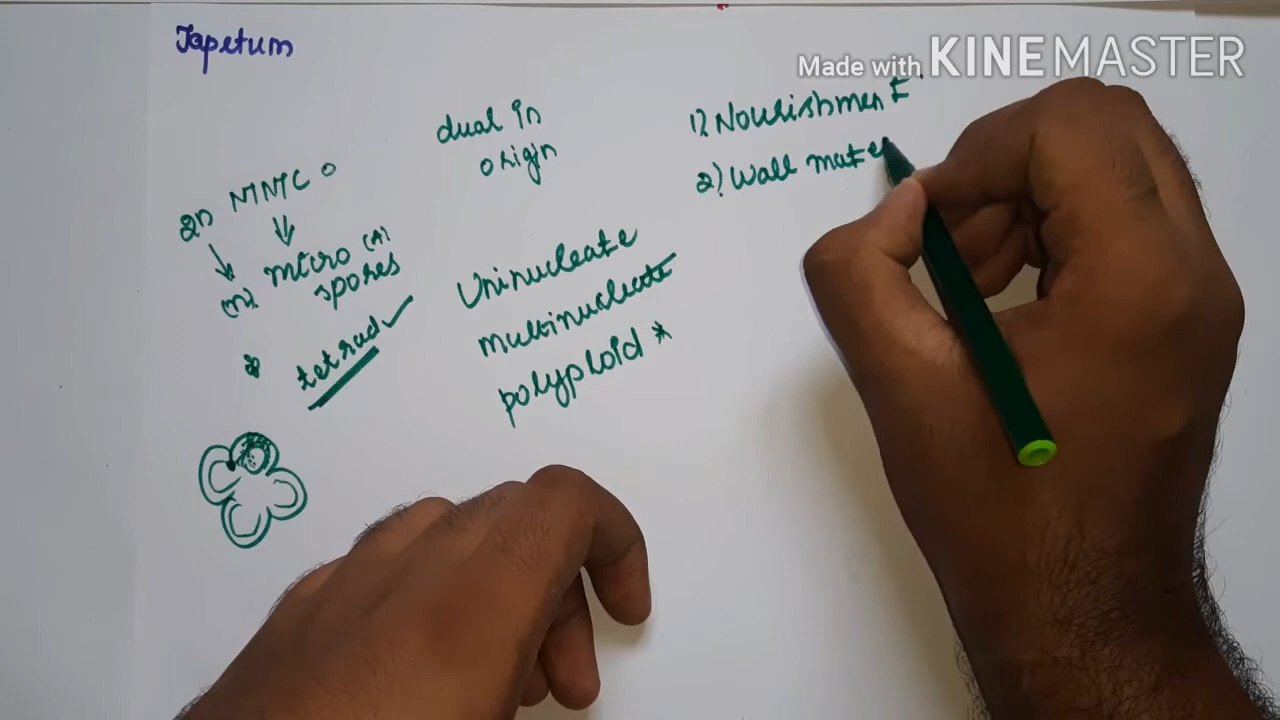 Tapetum
Made with KINEMASTER
dual in
origin
1) Nourishment
2) Wall mate
2n MMC
(n) micro (4)
spores
tetrad
Uninucleate
multinucleate
polyploid *